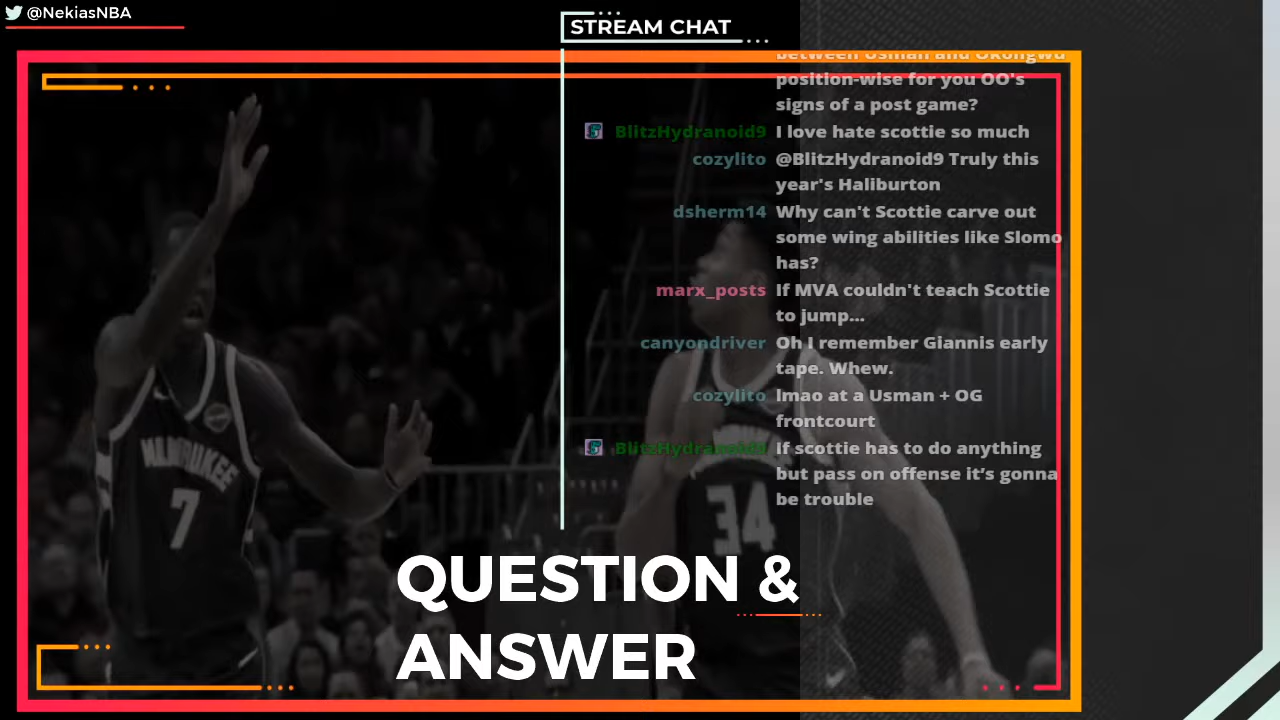 @NekiasNBA
STREAM CHAT
between Usman and Okongwu
position-wise for you OO's
signs of a post game?
BlitzHydranoid9 I love hate scottie so much
cozylito @BlitzHydranoid9 Truly this
year's Haliburton
dsherm14 Why can't Scottie carve out
some wing abilities like Slomo
has?
marx_posts If MVA couldn't teach Scottie
to jump...
canyondriver Oh I remember Giannis early
tape. Whew.
cozylito lmao at a Usman + OG
frontcourt
BlitzHydranoid9 If scottie has to do anything
but pass on offense it’s gonna
be trouble
MILWAUKEE
7
34
QUESTION &
ANSWER